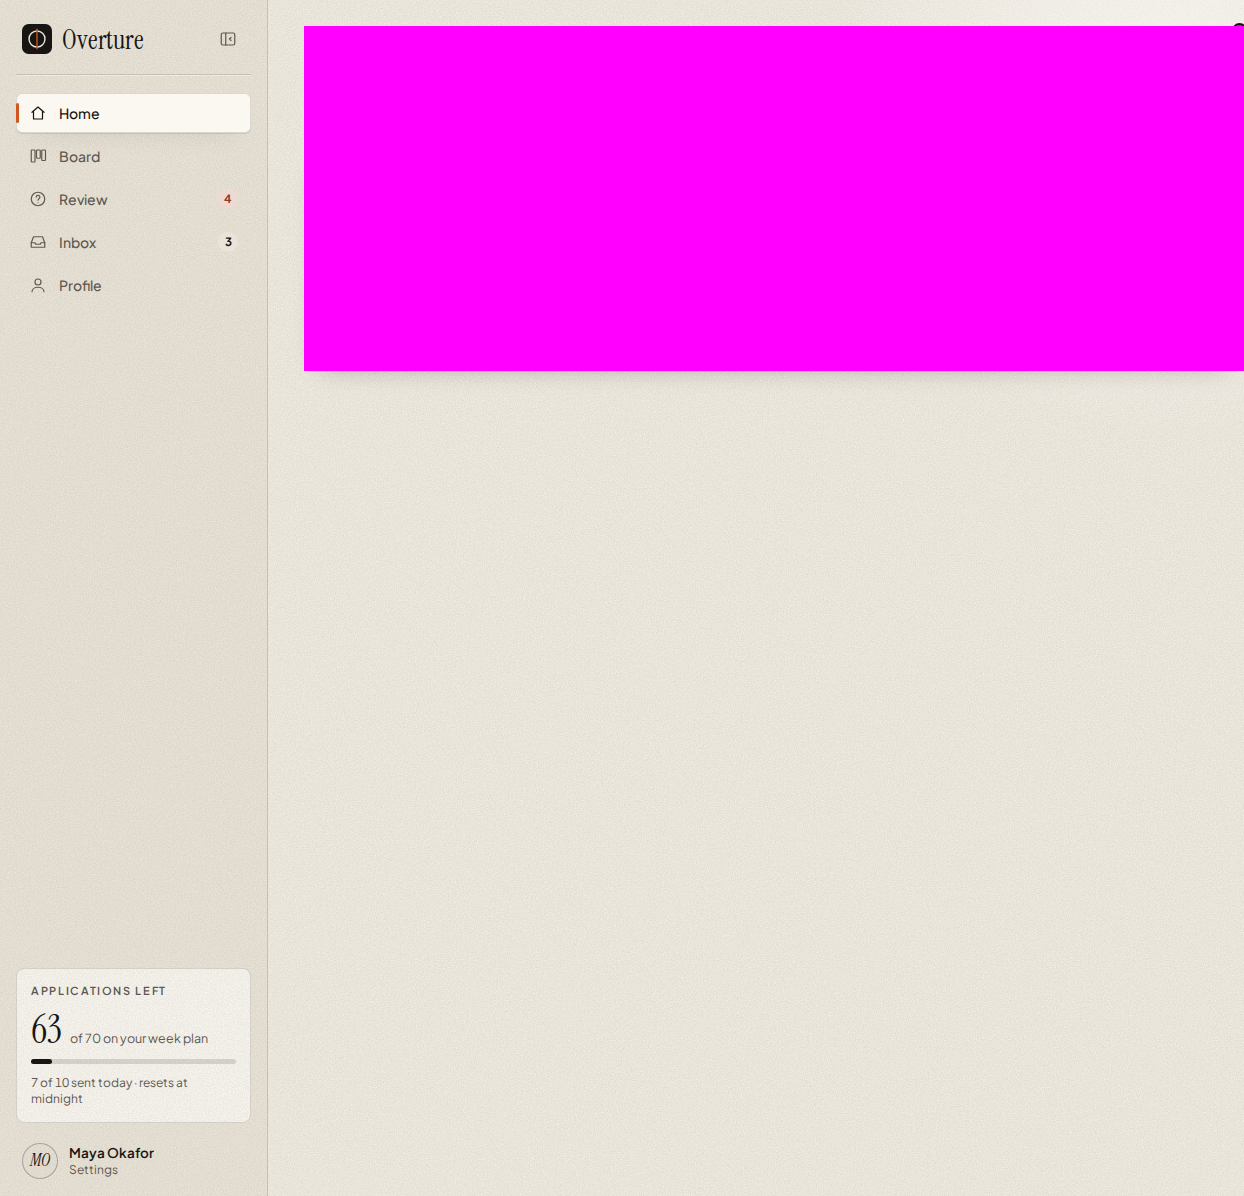 Overture
Home
Board
Review 4
Inbox 3
Profile
APPLICATIONS LEFT
63 of 70 on your week plan
7 of 10 sent today · resets at
midnight
MO Maya Okafor
Settings